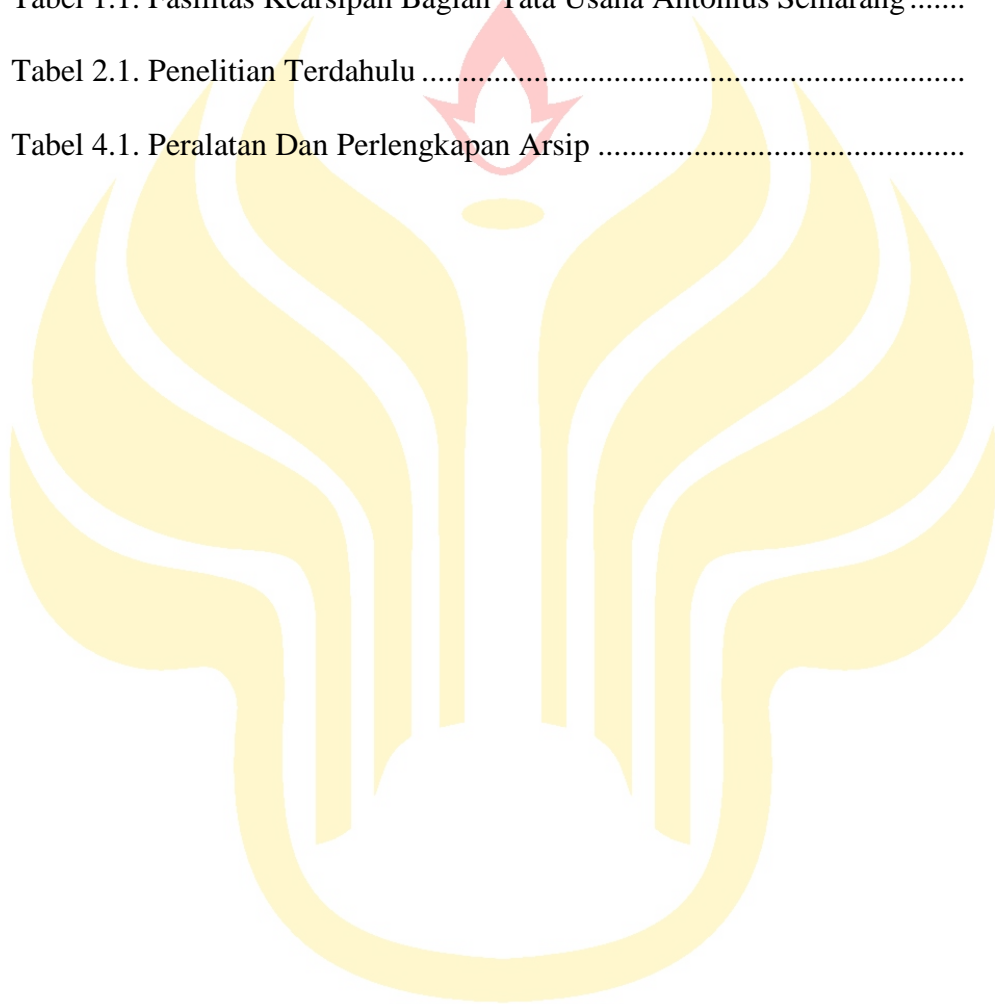 Tabel 1.1. Fasilitas Kearsipan Bagian Tata Usaha Antonius Semarang .......
Tabel 2.1. Penelitian Terdahulu ..................................................................
Tabel 4.1. Peralatan Dan Perlengkapan Arsip ............................................